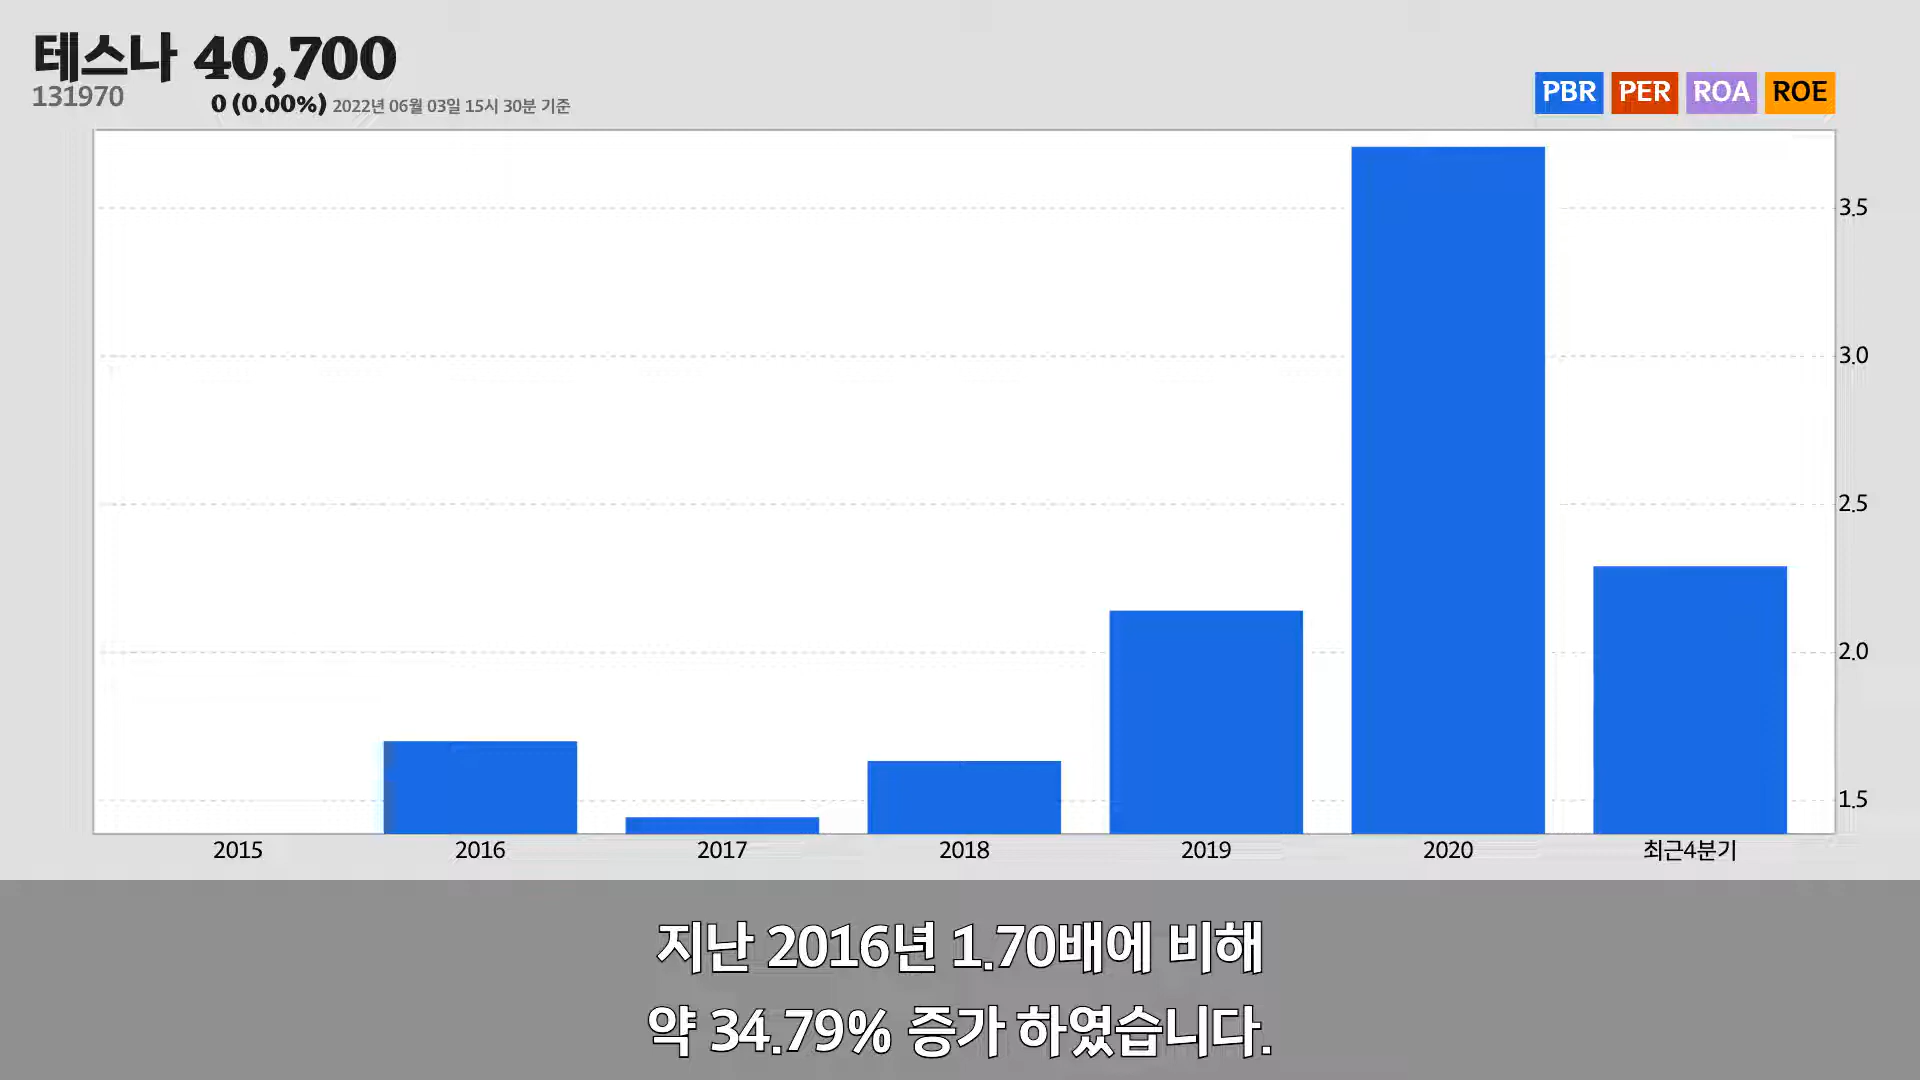 테스나 40,700
131970
0 (0.00%) 2022년 06월 03일 15시 30분 기준
PBR PER ROA ROE
3.5
3.0
2.5
2.0
1.5
2015 2016 2017 2018 2019 2020 최근4분기
지난 2016년 1.70배에 비해
약 34.79% 증가 하였습니다.